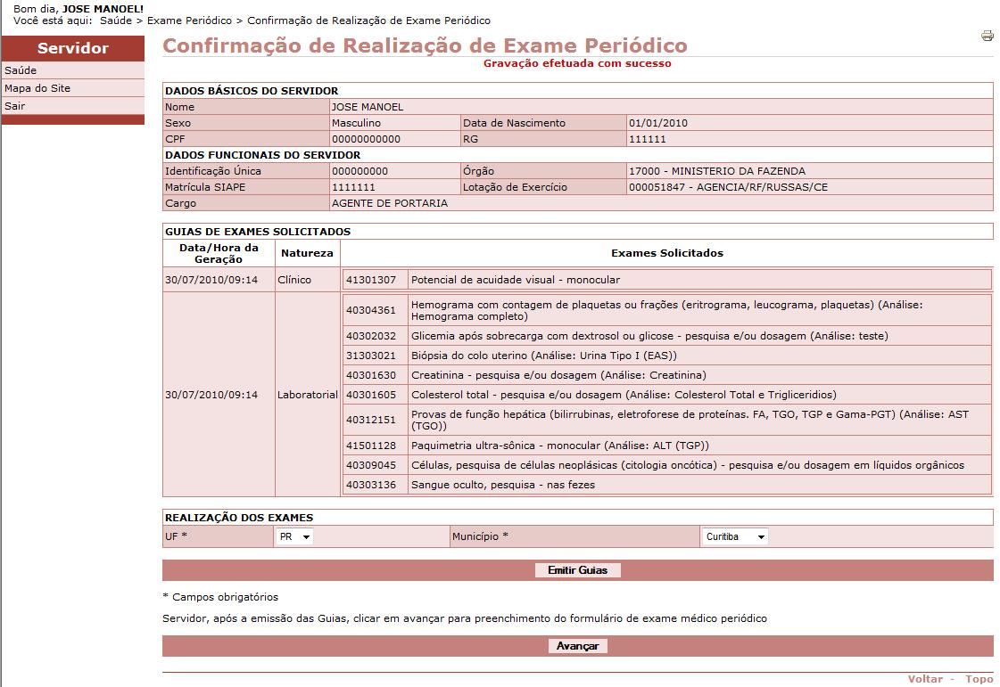 Bom dia, JOSE MANOEL!
Você está aqui: Saúde > Exame Periódico > Confirmação de Realização de Exame Periódico
Servidor
Saúde
Mapa do Site
Sair
Confirmação de Realização de Exame Periódico
Gravação efetuada com sucesso
DADOS BÁSICOS DO SERVIDOR
Nome JOSE MANOEL
Sexo Masculino Data de Nascimento 01/01/2010
CPF 00000000000 RG 111111
DADOS FUNCIONAIS DO SERVIDOR
Identificação Única 000000000 Órgão 17000 - MINISTERIO DA FAZENDA
Matrícula SIAPE 1111111 Lotação de Exercício 000051847 - AGENCIA/RF/RUSSAS/CE
Cargo AGENTE DE PORTARIA
GUIAS DE EXAMES SOLICITADOS
Data/Hora da
Geração Natureza Exames Solicitados
30/07/2010/09:14 Clínico 41301307 Potencial de acuidade visual - monocular
40304361 Hemograma com contagem de plaquetas ou frações (eritrograma, leucograma, plaquetas) (Análise:
Hemograma completo)
40302032 Glicemia após sobrecarga com dextrosol ou glicose - pesquisa e/ou dosagem (Análise: teste)
31303021 Biópsia do colo uterino (Análise: Urina Tipo I (EAS))
40301630 Creatinina - pesquisa e/ou dosagem (Análise: Creatinina)
30/07/2010/09:14 Laboratorial 40301605 Colesterol total - pesquisa e/ou dosagem (Análise: Colesterol Total e Trigliceridios)
40312151 Provas de função hepática (bilirrubinas, eletroforese de proteínas. FA, TGO, TGP e Gama-PGT) (Análise: AST
(TGO))
41501128 Paquimetria ultra-sônica - monocular (Análise: ALT (TGP))
40309045 Células, pesquisa de células neoplásicas (citologia oncótica) - pesquisa e/ou dosagem em líquidos orgânicos
40303136 Sangue oculto, pesquisa - nas fezes
REALIZAÇÃO DOS EXAMES
UF * PR Município * Curitiba
Emitir Guias
* Campos obrigatórios
Servidor, após a emissão das Guias, clicar em avançar para preenchimento do formulário de exame médico periódico
Avançar
Voltar - Topo